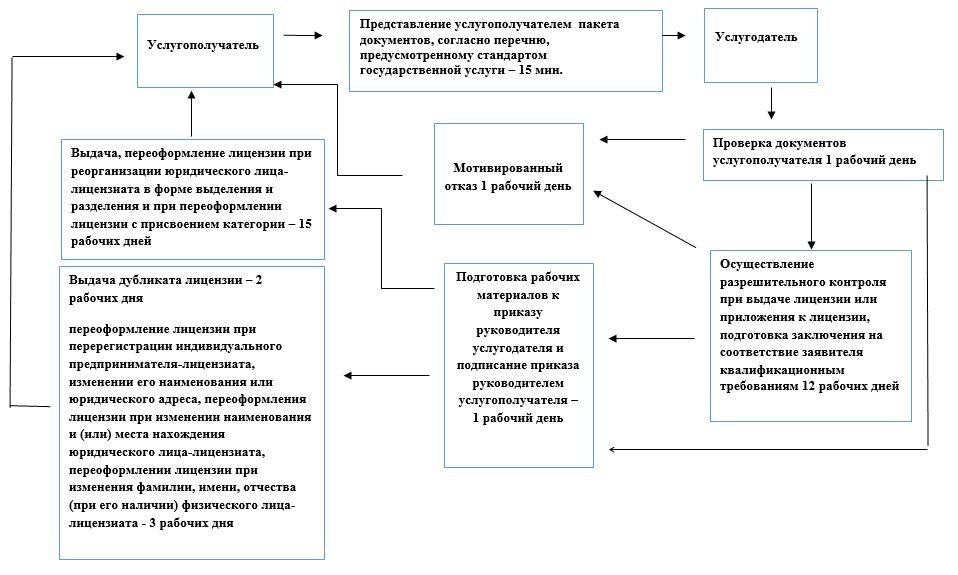 Услугополучатель
Представление услугополучателем пакета
документов, согласно перечню,
предусмотренному стандартом
государственной услуги – 15 мин.
Услугодатель
Проверка документов
услугополучателя 1 рабочий день
Мотивированный
отказ 1 рабочий день
Выдача, переоформление лицензии при
реорганизации юридического лица-
лицензиата в форме выделения и
разделения и при переоформлении
лицензии с присвоением категории – 15
рабочих дней
Выдача дубликата лицензии – 2
рабочих дня
переоформление лицензии при
перерегистрации индивидуального
предпринимателя-лицензиата,
изменении его наименования или
юридического адреса, переоформления
лицензии при изменении наименования
и (или) места нахождения
юридического лица-лицензиата,
переоформлении лицензии при
изменения фамилии, имени, отчества
(при его наличии) физического лица-
лицензиата - 3 рабочих дня
Подготовка рабочих
материалов к
приказу
руководителя
услугодателя и
подписание приказа
руководителем
услугополучателя –
1 рабочий день
Осуществление
разрешительного контроля
при выдаче лицензии или
приложения к лицензии,
подготовка заключения на
соответствие заявителя
квалификационным
требованиям 12 рабочих дней